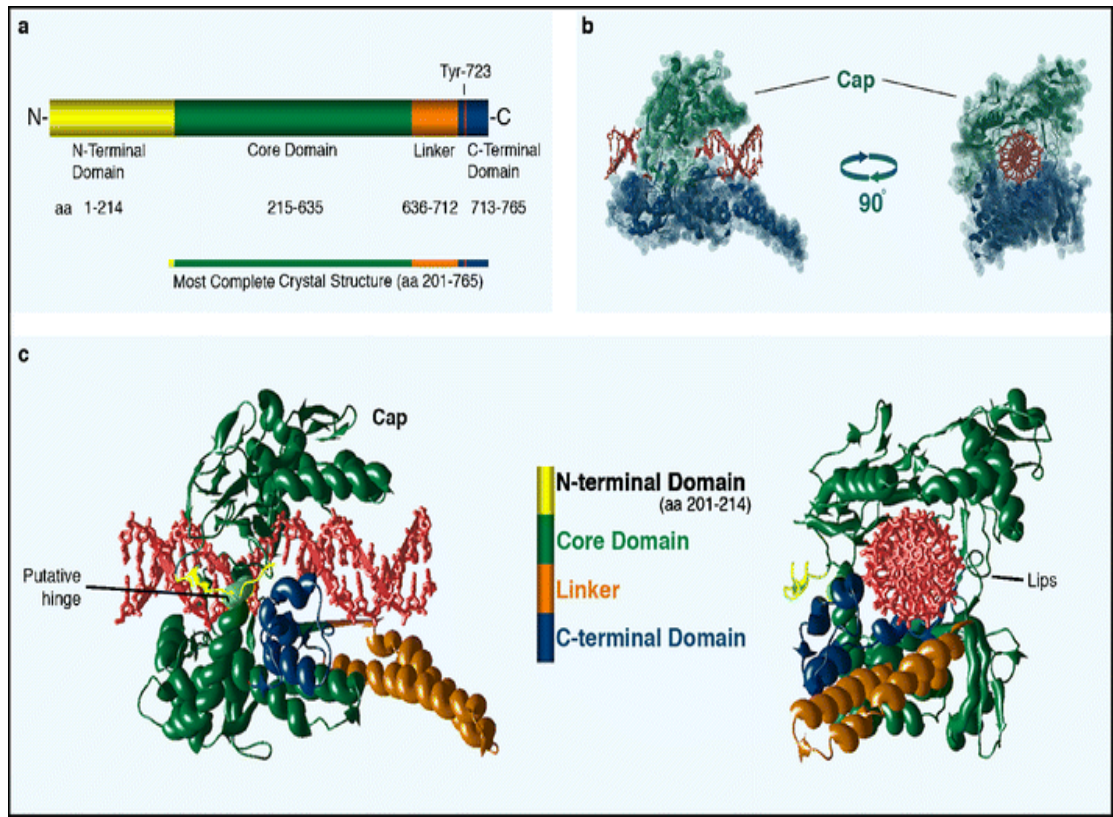 a
Tyr-723
N-
-C
N-Terminal
Domain
Core Domain
Linker
C-Terminal
Domain
aa 1-214
215-635
636-712
713-765
Most Complete Crystal Structure (aa 201-765)
b
Cap
90°
c
Cap
Putative
hinge
N-terminal Domain
(aa 201-214)
Core Domain
Linker
C-terminal Domain
Lips